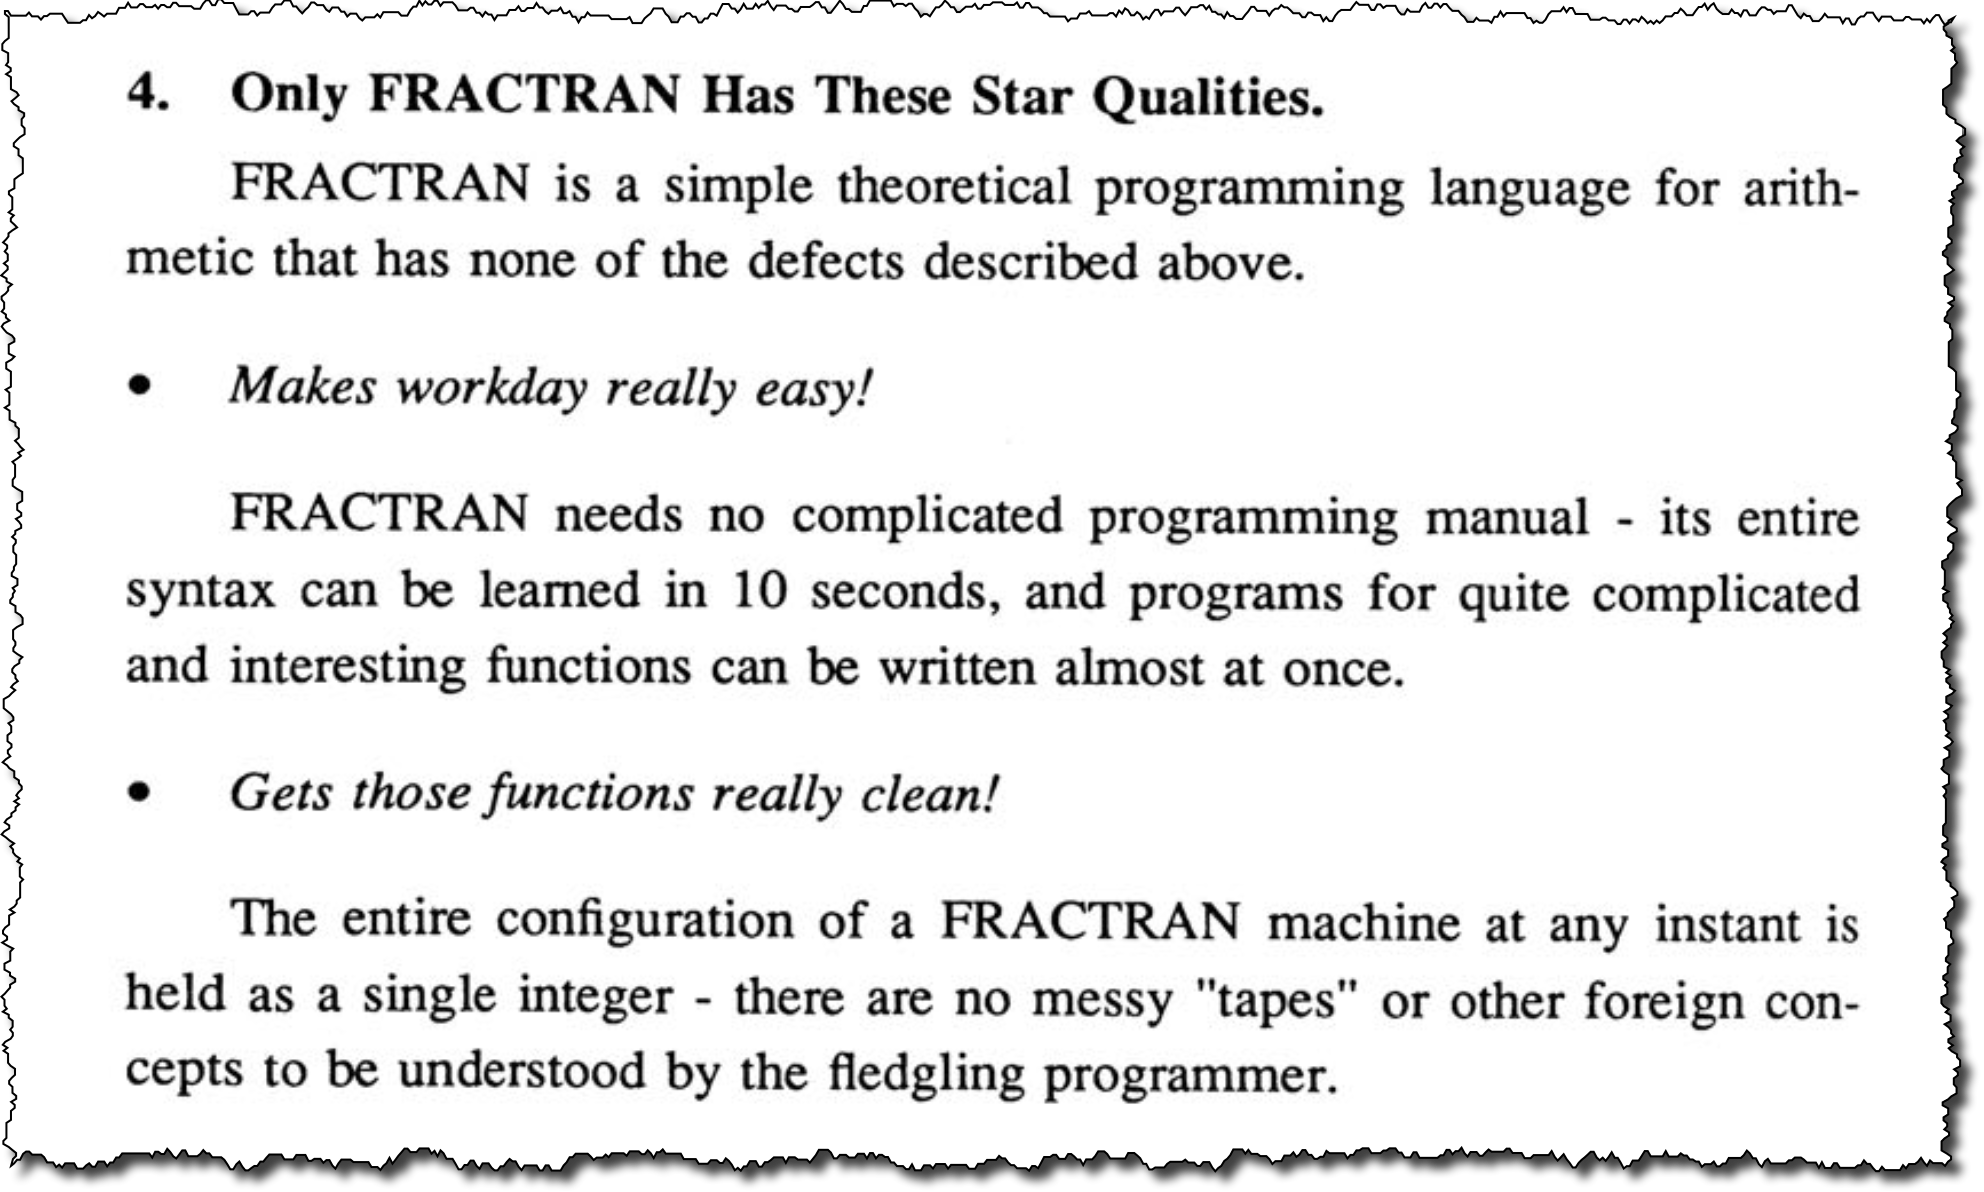 4. Only FRACTRAN Has These Star Qualities.
FRACTRAN is a simple theoretical programming language for arith-
metic that has none of the defects described above.
• Makes workday really easy!
FRACTRAN needs no complicated programming manual - its entire
syntax can be learned in 10 seconds, and programs for quite complicated
and interesting functions can be written almost at once.
• Gets those functions really clean!
The entire configuration of a FRACTRAN machine at any instant is
held as a single integer - there are no messy "tapes" or other foreign con-
cepts to be understood by the fledgling programmer.